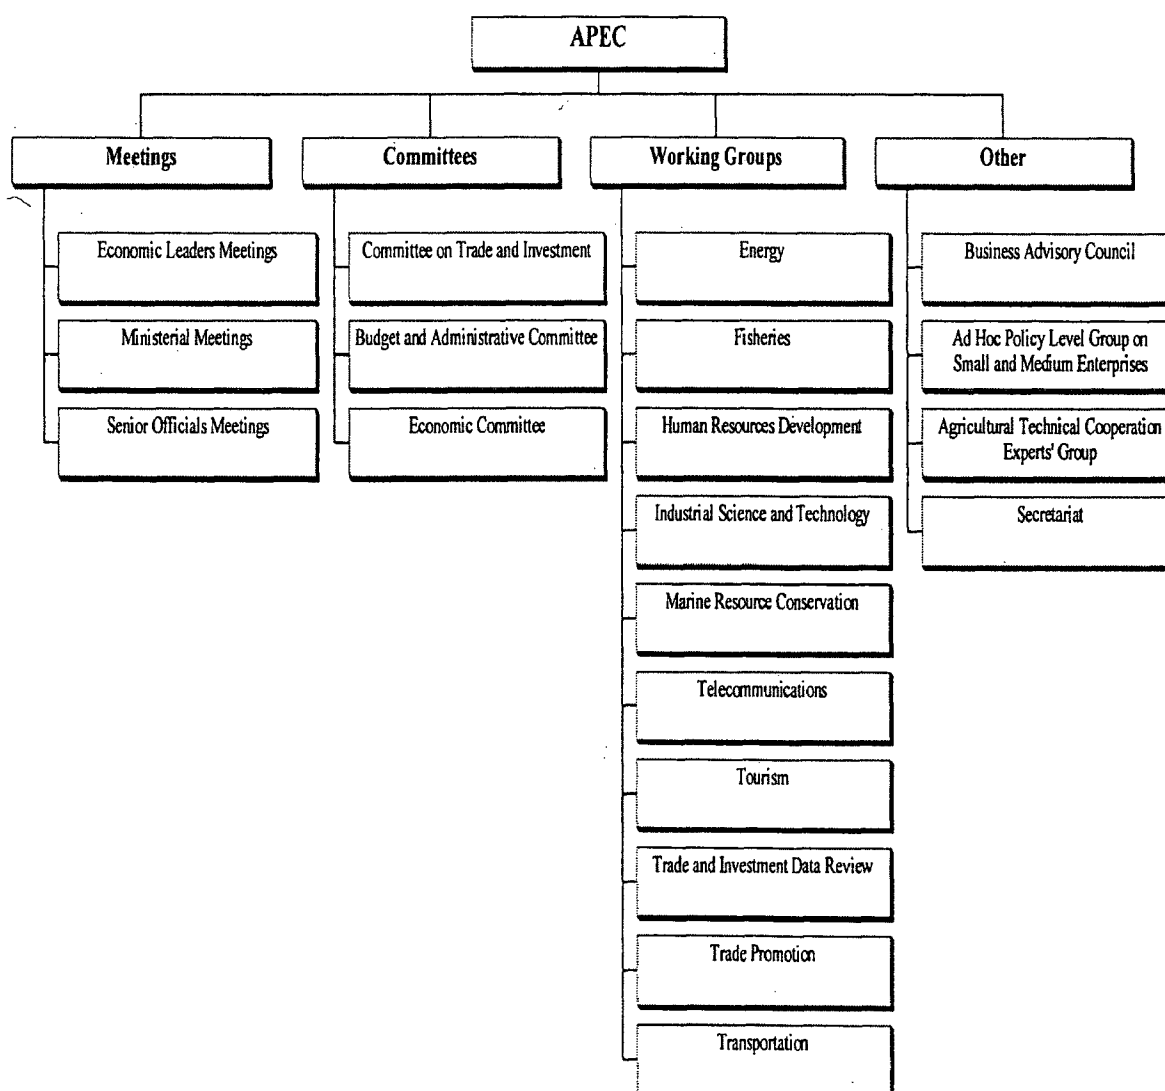 APEC
Meetings
Committees
Working Groups
Other
Economic Leaders Meetings
Ministerial Meetings
Senior Officials Meetings
Committee on Trade and Investment
Budget and Administrative Committee
Economic Committee
Energy
Fisheries
Human Resources Development
Industrial Science and Technology
Marine Resource Conservation
Telecommunications
Tourism
Trade and Investment Data Review
Trade Promotion
Transportation
Business Advisory Council
Ad Hoc Policy Level Group on
Small and Medium Enterprises
Agricultural Technical Cooperation
Experts' Group
Secretariat